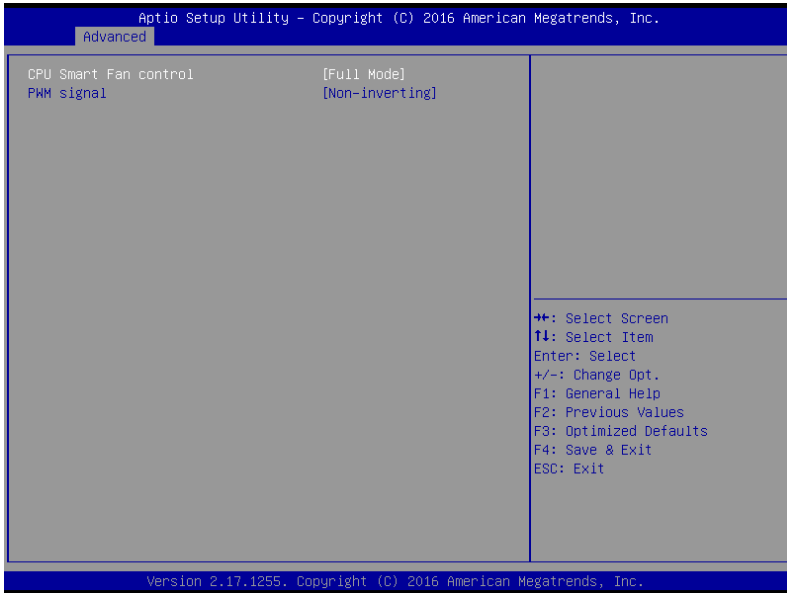 Aptio Setup Utility – Copyright (C) 2016 American Megatrends, Inc.
Advanced
CPU Smart Fan control [Full Mode]
PWM signal [Non-inverting]
→←: Select Screen
↑↓: Select Item
Enter: Select
+/-: Change Opt.
F1: General Help
F2: Previous Values
F3: Optimized Defaults
F4: Save & Exit
ESC: Exit
Version 2.17.1255. Copyright (C) 2016 American Megatrends, Inc.